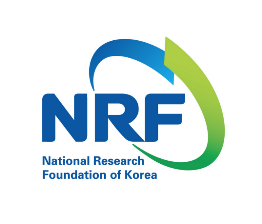 NRF
National Research
Foundation of Korea